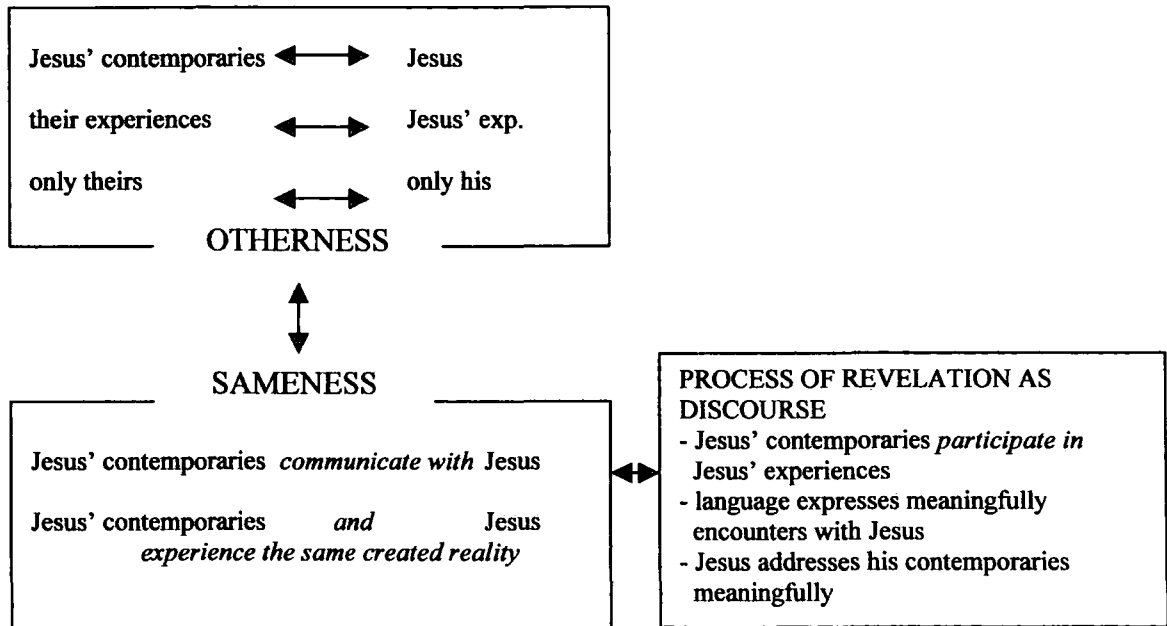 Jesus' contemporaries Jesus
their experiences Jesus' exp.
only theirs only his
OTHERNESS
SAMENESS
Jesus' contemporaries communicate with Jesus
Jesus' contemporaries and Jesus
experience the same created reality
PROCESS OF REVELATION AS
DISCOURSE
- Jesus' contemporaries participate in
Jesus' experiences
- language expresses meaningfully
encounters with Jesus
- Jesus addresses his contemporaries
meaningfully